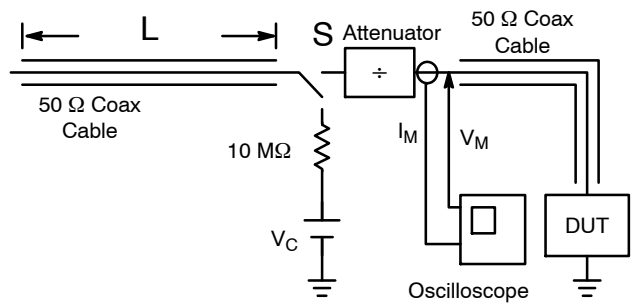 L
S
Attenuator
÷
50 Ω Coax
Cable
50 Ω Coax
Cable
10 MΩ
I_M
V_M
V_C
DUT
Oscilloscope